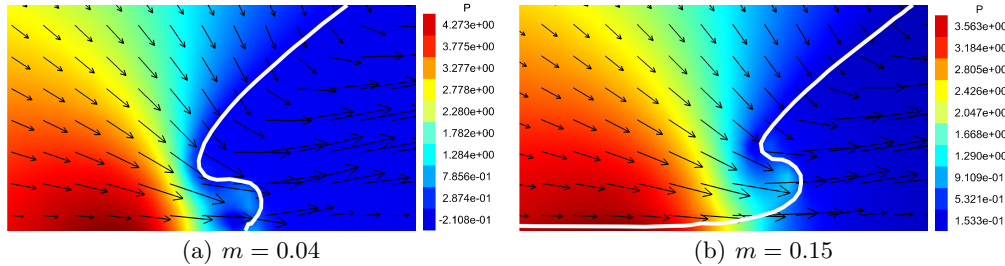 P
4.273e+00
3.775e+00
3.277e+00
2.778e+00
2.280e+00
1.782e+00
1.284e+00
7.856e-01
2.874e-01
-2.108e-01
(a) m = 0.04
P
3.563e+00
3.184e+00
2.805e+00
2.426e+00
2.047e+00
1.668e+00
1.290e+00
9.109e-01
5.321e-01
1.533e-01
(b) m = 0.15